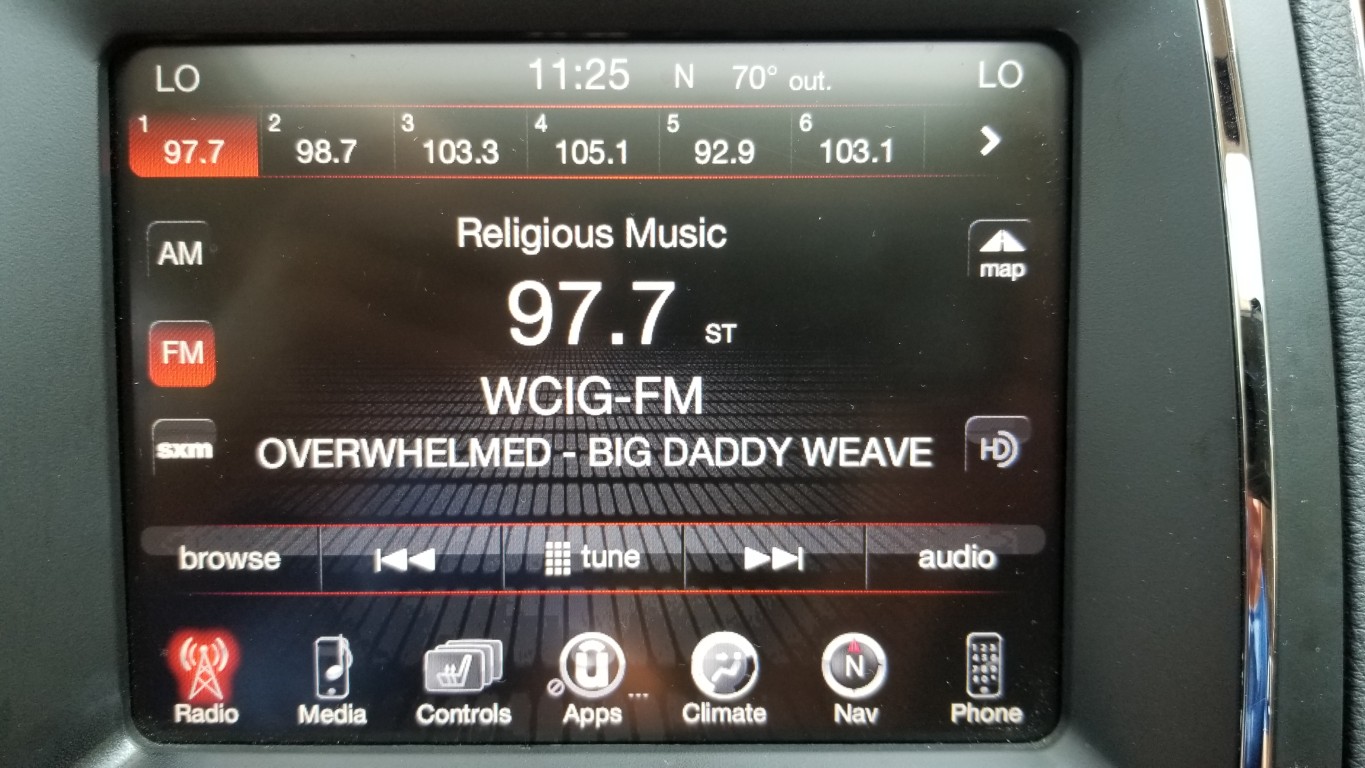 LO 11:25 N 70° out. LO
1 2 3 4 5 6
97.7 98.7 103.3 105.1 92.9 103.1
Religious Music
AM
map
97.7 ST
FM
WCIG-FM
sxm OVERWHELMED - BIG DADDY WEAVE HD
browse tune audio
N
Radio Media Controls Apps Climate Nav Phone